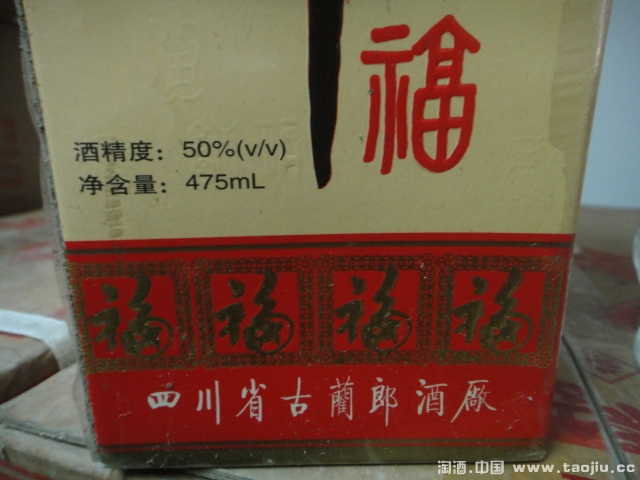 福
酒精度：50%(v/v)
净含量：475mL
福 福 福 福
四川省古蔺郎酒廠
淘酒.中国 www.taojiu.cc